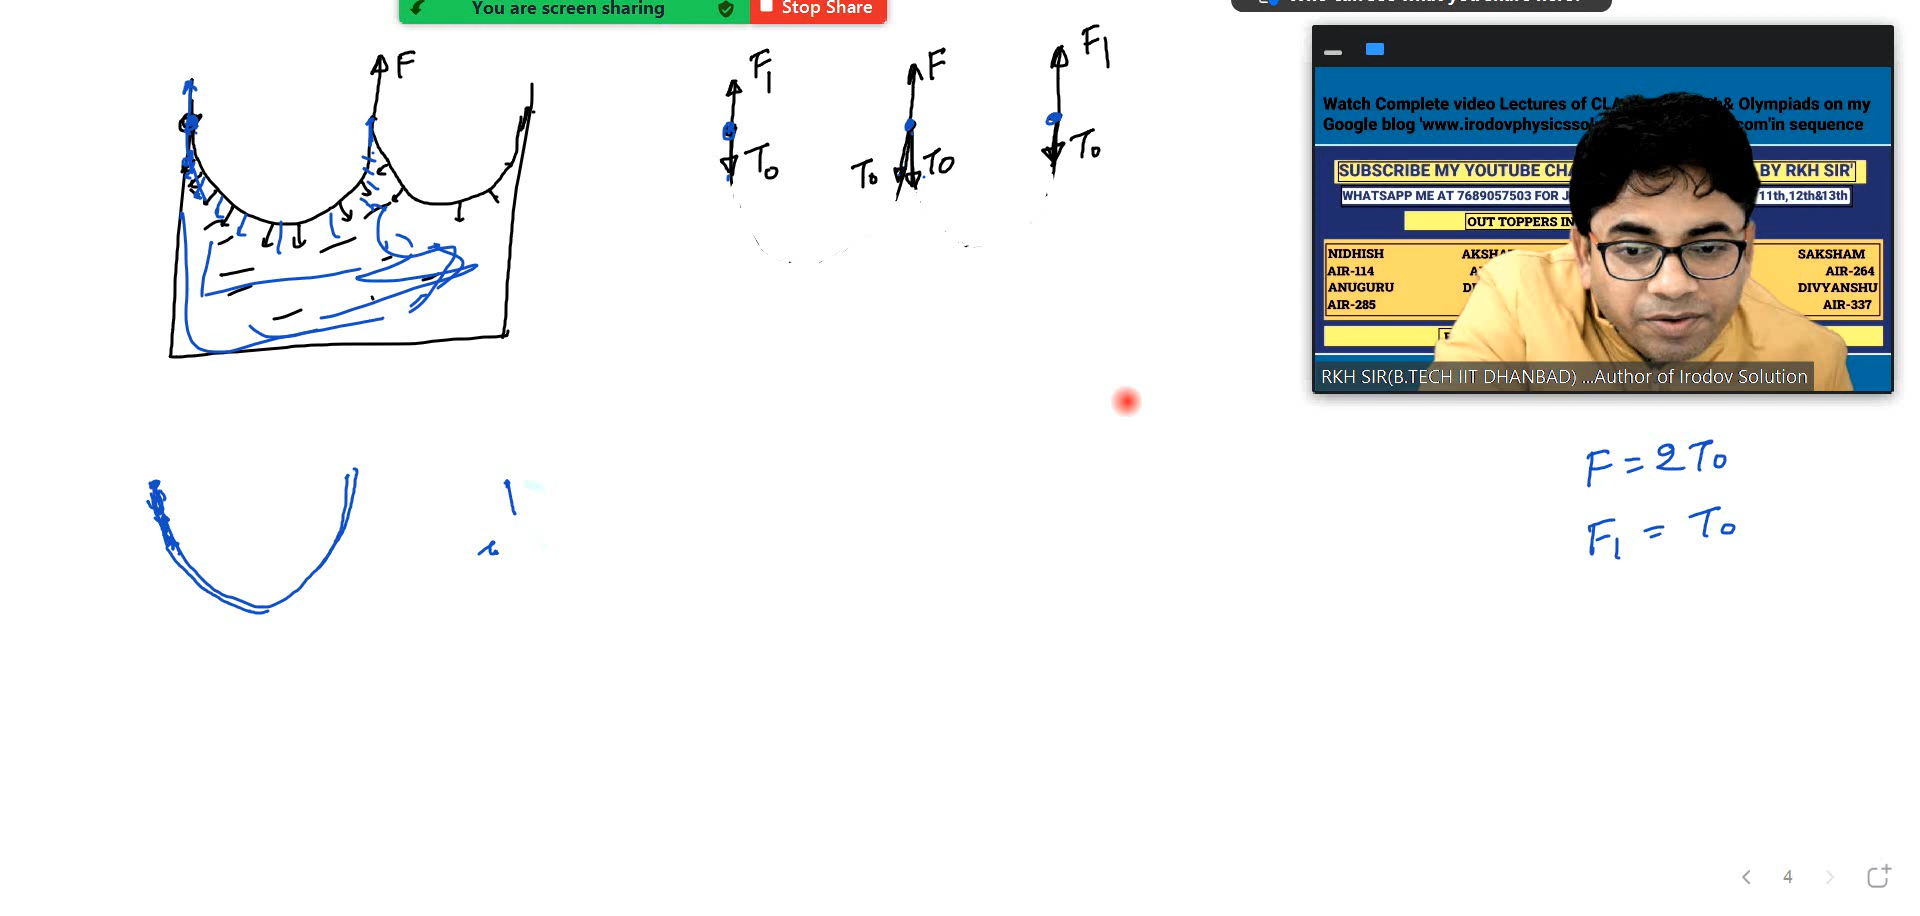 You are screen sharing
Stop Share
F
F1
T0
F
T0 T0
F1
T0
Watch Complete video Lectures of & Olympiads on my
Google blog 'www.irodovphysicssol com'in sequence
SUBSCRIBE MY YOUTUBE BY RKH SIR'
WHATSAPP ME AT 7689057503 FOR 11th,12th&13th
OUT TOPPERS IN
NIDHISH SAKSHAM
AIR-114 AIR-264
ANUGURU DIVYANSHU
AIR-285 AIR-337
RKH SIR(B.TECH IIT DHANBAD) ...Author of Irodov Solution
F = 2T0
F1 = T0
4